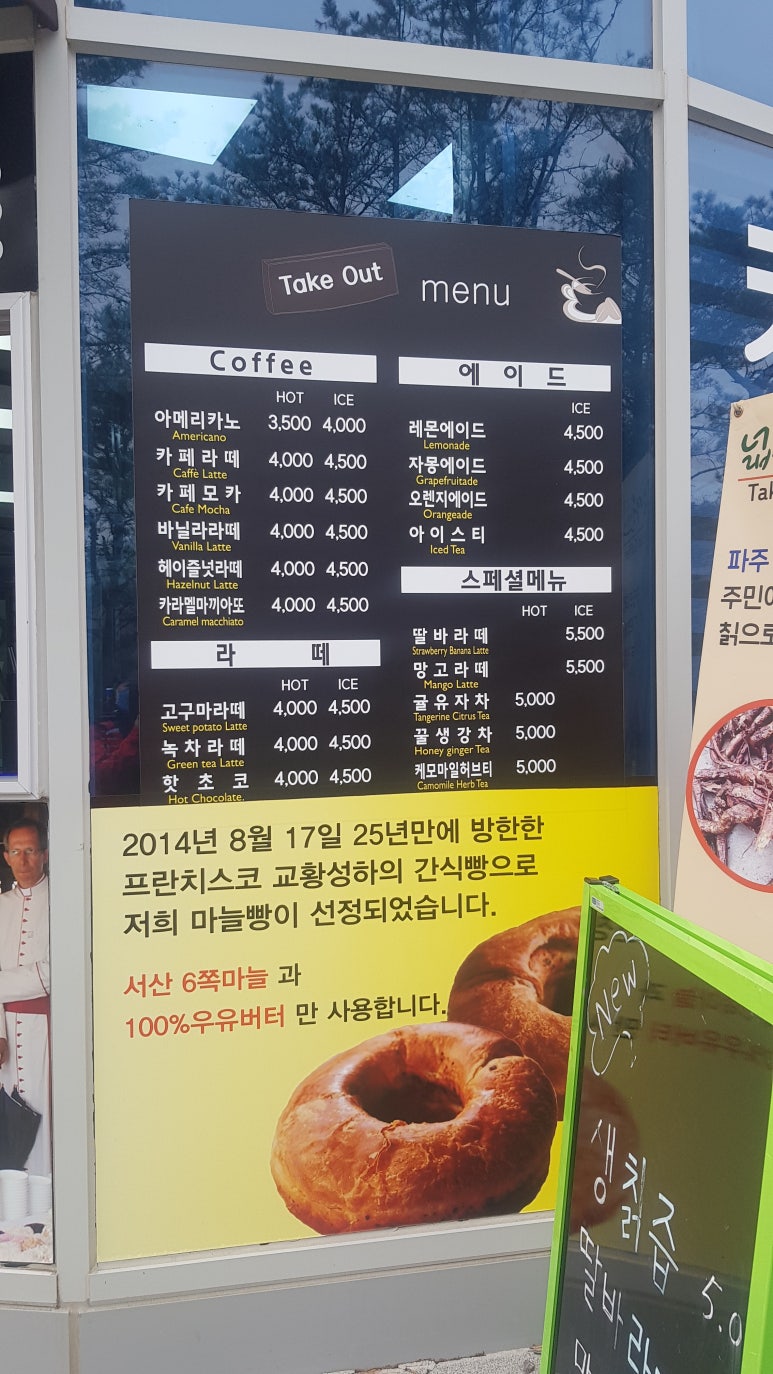 Take Out
menu
Coffee
HOT ICE
아메리카노 3,500 4,000
Americano
카페라떼 4,000 4,500
Caffè Latte
카페모카 4,000 4,500
Cafe Mocha
바닐라라떼 4,000 4,500
Vanilla Latte
헤이즐넛라떼 4,000 4,500
Hazelnut Latte
카라멜마끼아또 4,000 4,500
Caramel macchiato
라떼
HOT ICE
고구마라떼 4,000 4,500
Sweet potato Latte
녹차라떼 4,000 4,500
Green tea Latte
핫초코 4,000 4,500
Hot Chocolate.
에이드
ICE
레몬에이드 4,500
Lemonade
자몽에이드 4,500
Grapefruitade
오렌지에이드 4,500
Orangeade
아이스티 4,500
Iced Tea
스페셜메뉴
HOT ICE
딸바라떼 5,500
Strawberry Banana Latte
망고라떼 5,500
Mango Latte
귤유자차 5,000
Tangerine Citrus Tea
꿀생강차 5,000
Honey ginger Tea
케모마일허브티 5,000
Camomile Herb Tea
2014년 8월 17일 25년만에 방한한
프란치스코 교황성하의 간식빵으로
저희 마늘빵이 선정되었습니다.
서산 6쪽마늘 과
100%우유버터 만 사용합니다.
파주
칡으로
New
생칡즙 5.0
딸바라